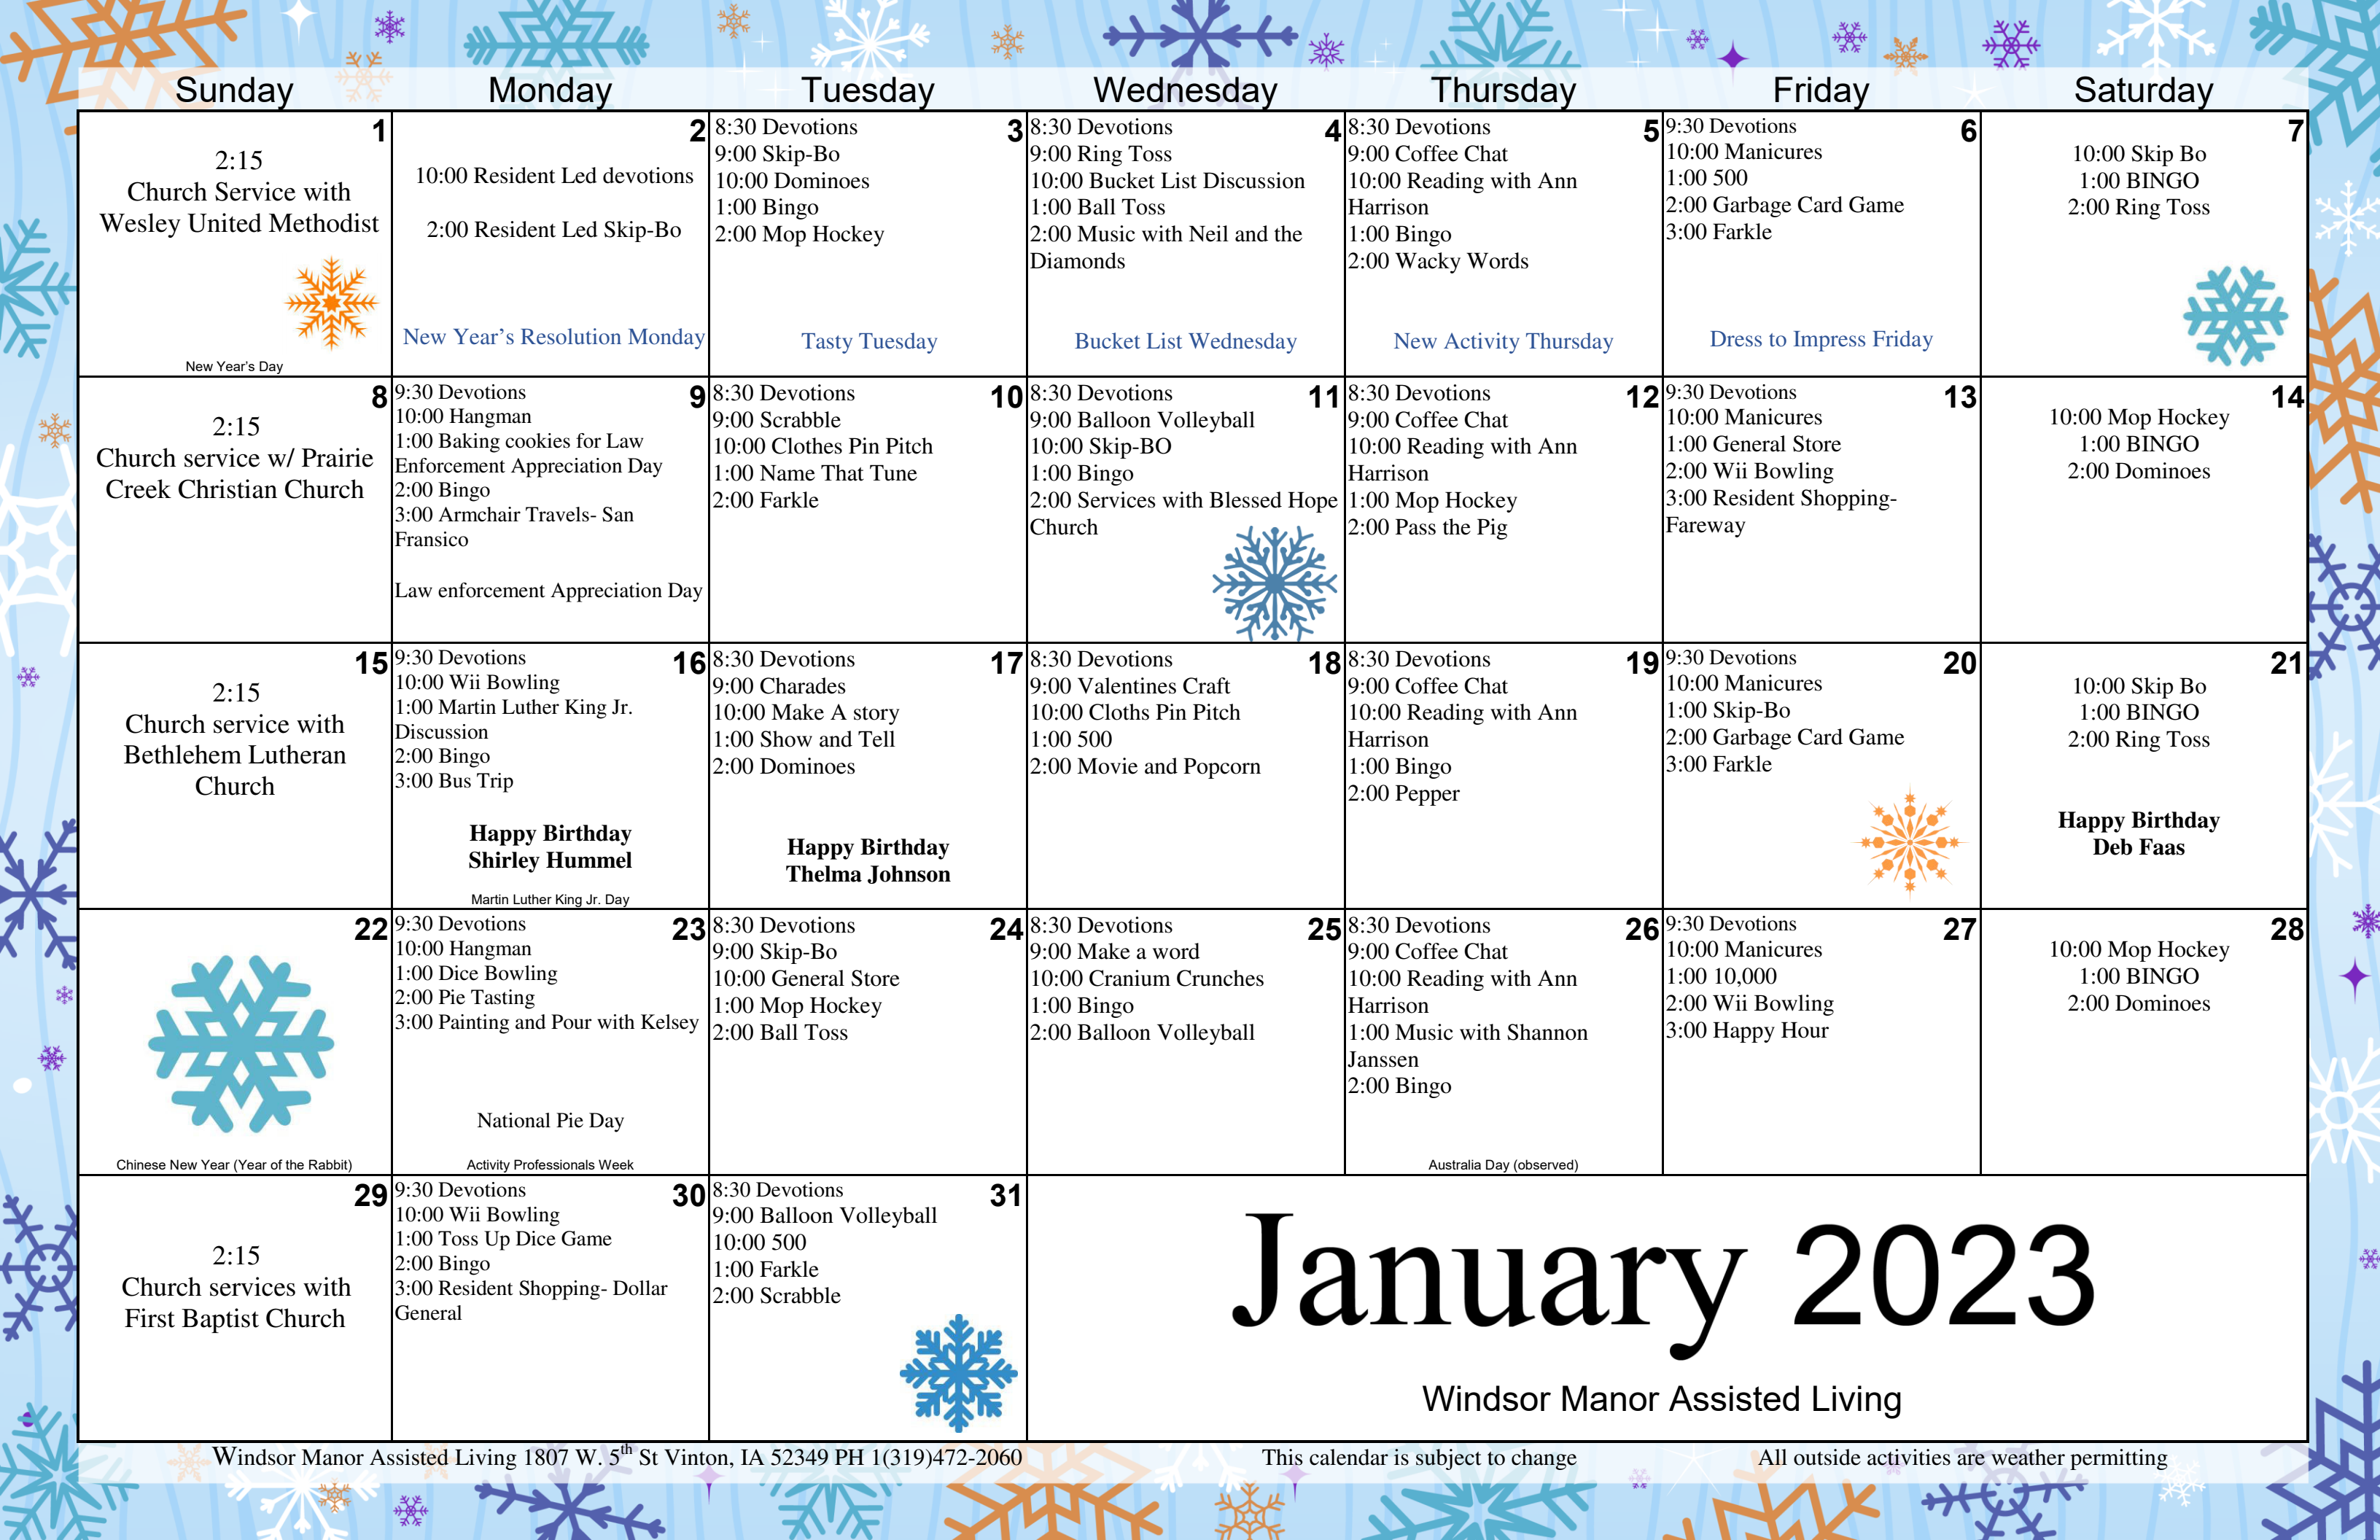 Sunday Monday Tuesday Wednesday Thursday Friday Saturday
1
2:15
Church Service with
Wesley United Methodist
New Year's Day
2
10:00 Resident Led devotions
2:00 Resident Led Skip-Bo
New Year's Resolution Monday
3
8:30 Devotions
9:00 Skip-Bo
10:00 Dominoes
1:00 Bingo
2:00 Mop Hockey
Tasty Tuesday
4
8:30 Devotions
9:00 Ring Toss
10:00 Bucket List Discussion
1:00 Ball Toss
2:00 Music with Neil and the
Diamonds
Bucket List Wednesday
5
8:30 Devotions
9:00 Coffee Chat
10:00 Reading with Ann
Harrison
1:00 Bingo
2:00 Wacky Words
New Activity Thursday
6
9:30 Devotions
10:00 Manicures
1:00 500
2:00 Garbage Card Game
3:00 Farkle
Dress to Impress Friday
7
10:00 Skip Bo
1:00 BINGO
2:00 Ring Toss
8
2:15
Church service w/ Prairie
Creek Christian Church
9
9:30 Devotions
10:00 Hangman
1:00 Baking cookies for Law
Enforcement Appreciation Day
2:00 Bingo
3:00 Armchair Travels- San
Fransico
Law enforcement Appreciation Day
10
8:30 Devotions
9:00 Scrabble
10:00 Clothes Pin Pitch
1:00 Name That Tune
2:00 Farkle
11
8:30 Devotions
9:00 Balloon Volleyball
10:00 Skip-BO
1:00 Bingo
2:00 Services with Blessed Hope
Church
12
8:30 Devotions
9:00 Coffee Chat
10:00 Reading with Ann
Harrison
1:00 Mop Hockey
2:00 Pass the Pig
13
9:30 Devotions
10:00 Manicures
1:00 General Store
2:00 Wii Bowling
3:00 Resident Shopping-
Fareway
14
10:00 Mop Hockey
1:00 BINGO
2:00 Dominoes
15
2:15
Church service with
Bethlehem Lutheran
Church
16
9:30 Devotions
10:00 Wii Bowling
1:00 Martin Luther King Jr.
Discussion
2:00 Bingo
3:00 Bus Trip
Happy Birthday
Shirley Hummel
Martin Luther King Jr. Day
17
8:30 Devotions
9:00 Charades
10:00 Make A story
1:00 Show and Tell
2:00 Dominoes
Happy Birthday
Thelma Johnson
18
8:30 Devotions
9:00 Valentines Craft
10:00 Cloths Pin Pitch
1:00 500
2:00 Movie and Popcorn
19
8:30 Devotions
9:00 Coffee Chat
10:00 Reading with Ann
Harrison
1:00 Bingo
2:00 Pepper
20
9:30 Devotions
10:00 Manicures
1:00 Skip-Bo
2:00 Garbage Card Game
3:00 Farkle
21
10:00 Skip Bo
1:00 BINGO
2:00 Ring Toss
Happy Birthday
Deb Faas
22
Chinese New Year (Year of the Rabbit)
23
9:30 Devotions
10:00 Hangman
1:00 Dice Bowling
2:00 Pie Tasting
3:00 Painting and Pour with Kelsey
National Pie Day
Activity Professionals Week
24
8:30 Devotions
9:00 Skip-Bo
10:00 General Store
1:00 Mop Hockey
2:00 Ball Toss
25
8:30 Devotions
9:00 Make a word
10:00 Cranium Crunches
1:00 Bingo
2:00 Balloon Volleyball
26
8:30 Devotions
9:00 Coffee Chat
10:00 Reading with Ann
Harrison
1:00 Music with Shannon
Janssen
2:00 Bingo
Australia Day (observed)
27
9:30 Devotions
10:00 Manicures
1:00 10,000
2:00 Wii Bowling
3:00 Happy Hour
28
10:00 Mop Hockey
1:00 BINGO
2:00 Dominoes
29
2:15
Church services with
First Baptist Church
30
9:30 Devotions
10:00 Wii Bowling
1:00 Toss Up Dice Game
2:00 Bingo
3:00 Resident Shopping- Dollar
General
31
8:30 Devotions
9:00 Balloon Volleyball
10:00 500
1:00 Farkle
2:00 Scrabble
January 2023
Windsor Manor Assisted Living
Windsor Manor Assisted Living 1807 W. 5th St Vinton, IA 52349 PH 1(319)472-2060 This calendar is subject to change All outside activities are weather permitting